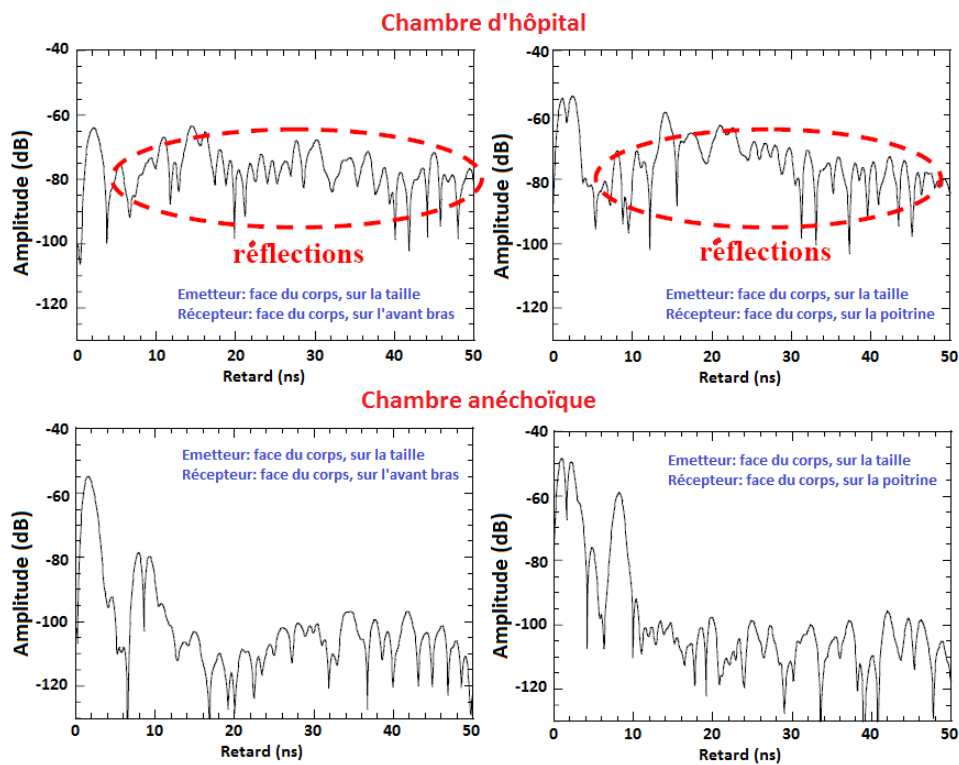 Chambre d'hôpital
-40
-60
-80
-100
-120
Amplitude (dB)
réflections
Emetteur: face du corps, sur la taille
Récepteur: face du corps, sur l'avant bras
0 10 20 30 40 50
Retard (ns)
-40
-60
-80
-100
-120
Amplitude (dB)
réflections
Emetteur: face du corps, sur la taille
Récepteur: face du corps, sur la poitrine
0 10 20 30 40 50
Retard (ns)
Chambre anéchoïque
-40
-60
-80
-100
-120
Amplitude (dB)
Emetteur: face du corps, sur la taille
Récepteur: face du corps, sur l'avant bras
0 10 20 30 40 50
Retard (ns)
-40
-60
-80
-100
-120
Amplitude (dB)
Emetteur: face du corps, sur la taille
Récepteur: face du corps, sur la poitrine
0 10 20 30 40 50
Retard (ns)